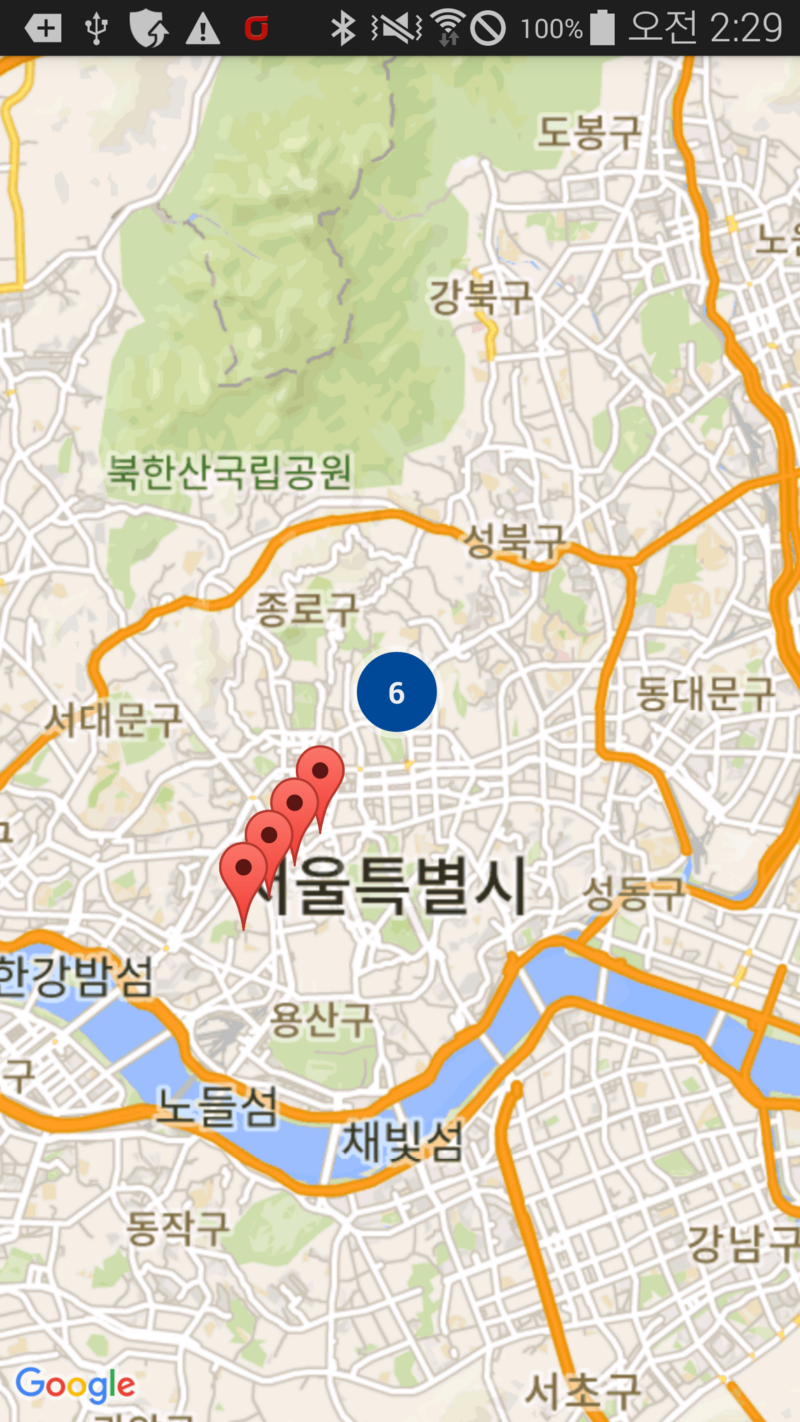 100% 오전 2:29
도봉구
강북구
북한산국립공원
성북구
종로구
6
동대문구
서대문구
서울특별시
성동구
한강밤섬
용산구
구
노들섬
채빛섬
동작구
강남구
서초구
Google